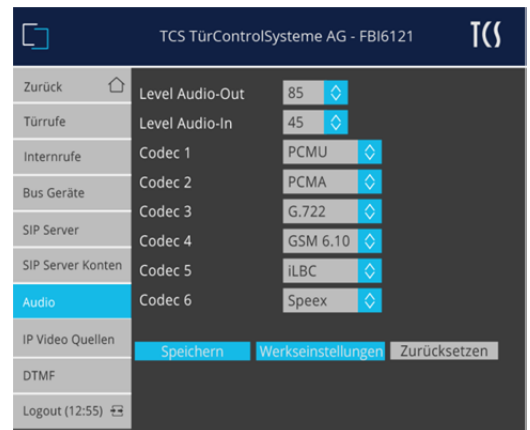 TCS TürControlSysteme AG - FBI6121
TCS
Zurück
Türrufe
Internrufe
Bus Geräte
SIP Server
SIP Server Konten
Audio
IP Video Quellen
DTMF
Logout (12:55)
Level Audio-Out 85
Level Audio-In 45
Codec 1 PCMU
Codec 2 PCMA
Codec 3 G.722
Codec 4 GSM 6.10
Codec 5 iLBC
Codec 6 Speex
Speichern Werkseinstellungen Zurücksetzen